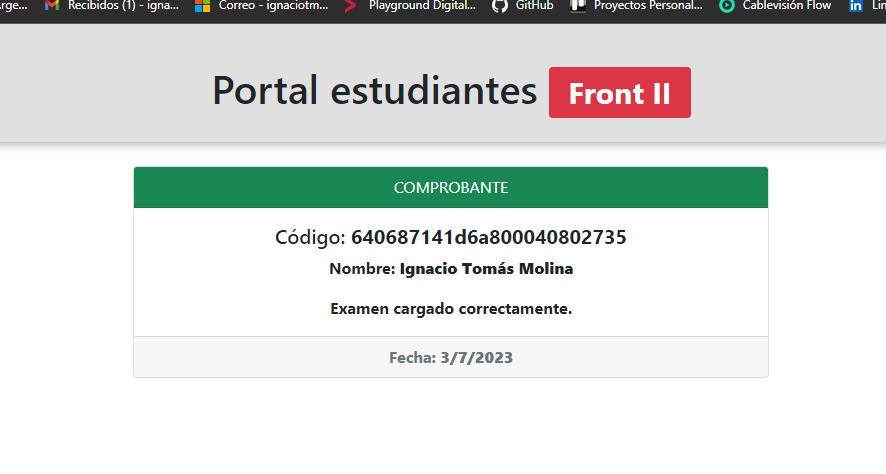 rge... Recibidos (1) - igna... Correo - ignaciotm... Playground Digital... GitHub Proyectos Personal... Cablevisión Flow Lin
Portal estudiantes Front II
COMPROBANTE
Código: 640687141d6a800040802735
Nombre: Ignacio Tomás Molina
Examen cargado correctamente.
Fecha: 3/7/2023